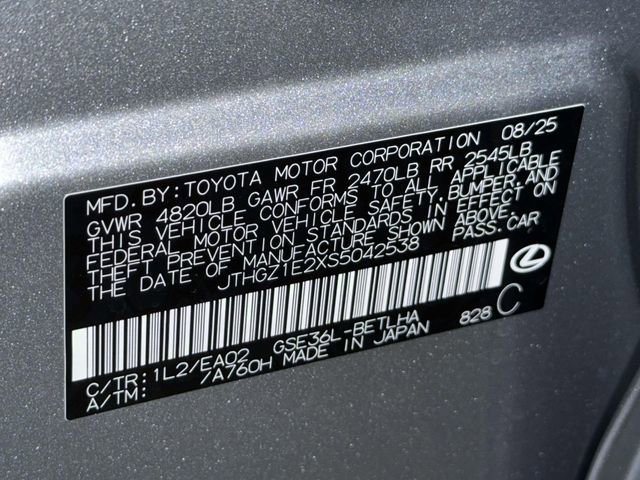 MFD. BY: TOYOTA MOTOR CORPORATION 08/25
GVWR 4820LB GAWR FR 2470LB RR 2545LB
THIS VEHICLE CONFORMS TO ALL APPLICABLE
FEDERAL MOTOR VEHICLE SAFETY, BUMPER, AND
THEFT PREVENTION STANDARDS IN EFFECT ON
THE DATE OF MANUFACTURE SHOWN ABOVE.
JTHGZ1E2XS5042538 PASS. CAR
C/TR: 1L2/EA02 GSE36L-BETLHA 828 C
A/TM: /A760H MADE IN JAPAN